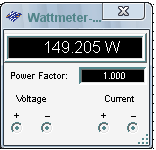 Wattmeter-...
149.205 W
Power Factor: 1.000
Voltage Current
+ - + -